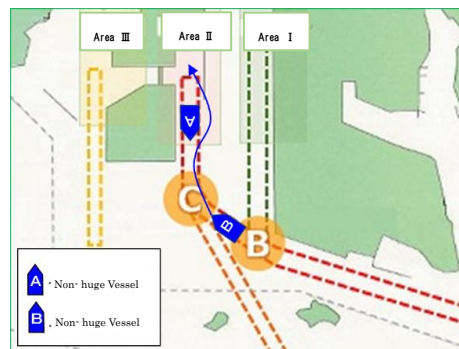 Area Ⅲ
Area Ⅱ
Area Ⅰ
A
C
B
B
A · Non- huge Vessel
B . Non- huge Vessel